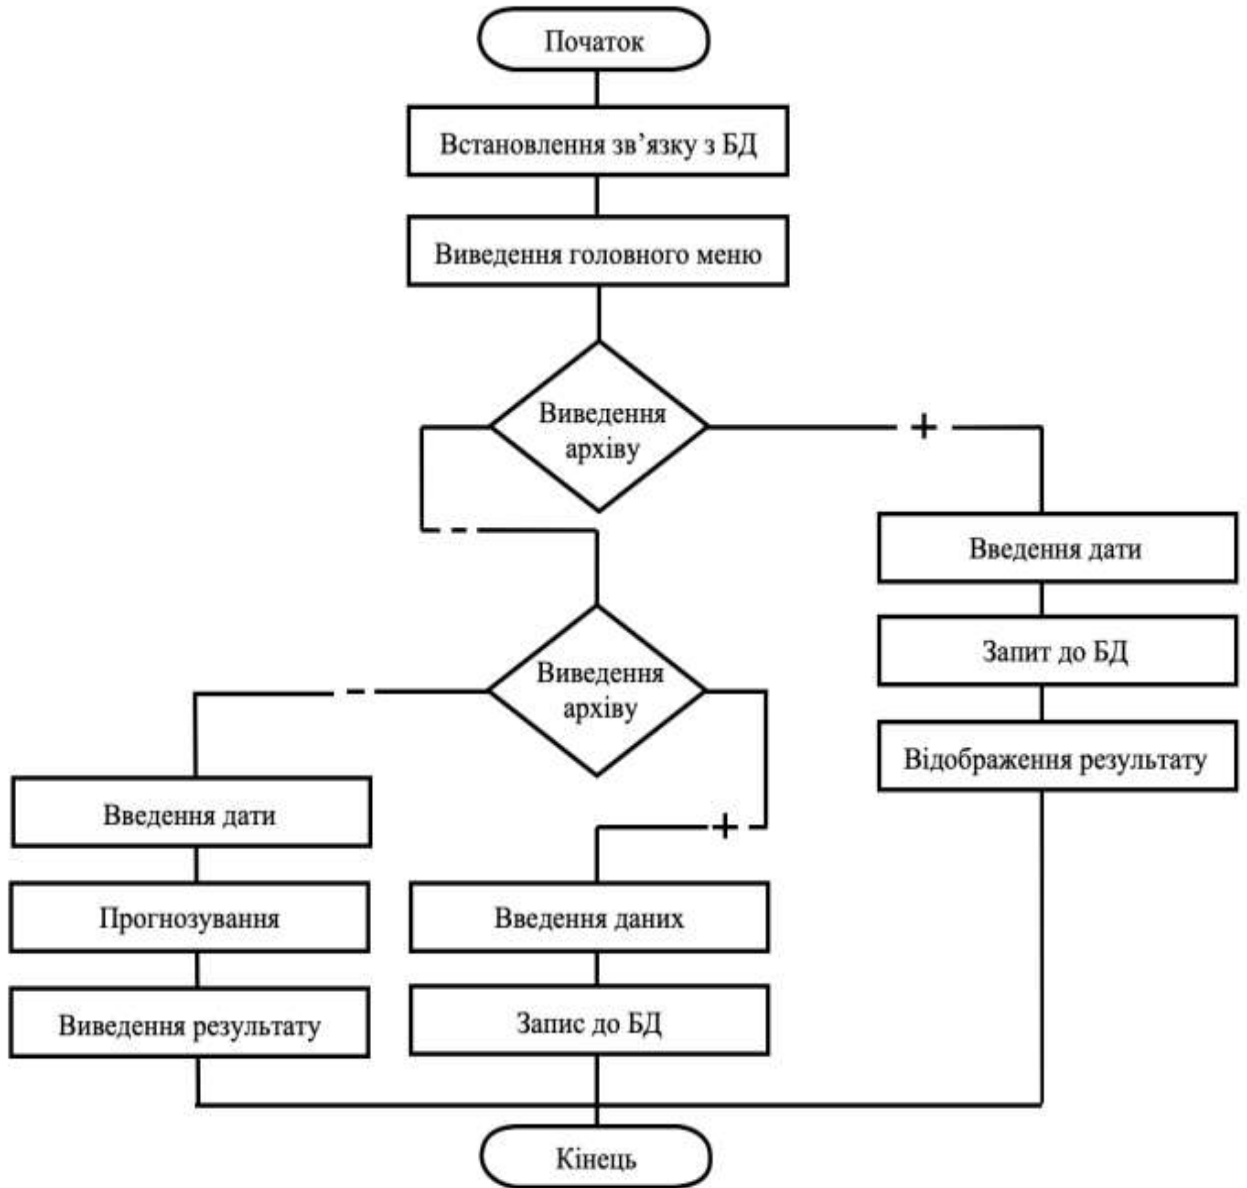 Початок
Встановлення зв’язку з БД
Виведення головного меню
Виведення
архіву
+
-
Введення дати
Запит до БД
Відображення результату
Виведення
архіву
-
+
Введення дати
Прогнозування
Виведення результату
Введення даних
Запис до БД
Кінець